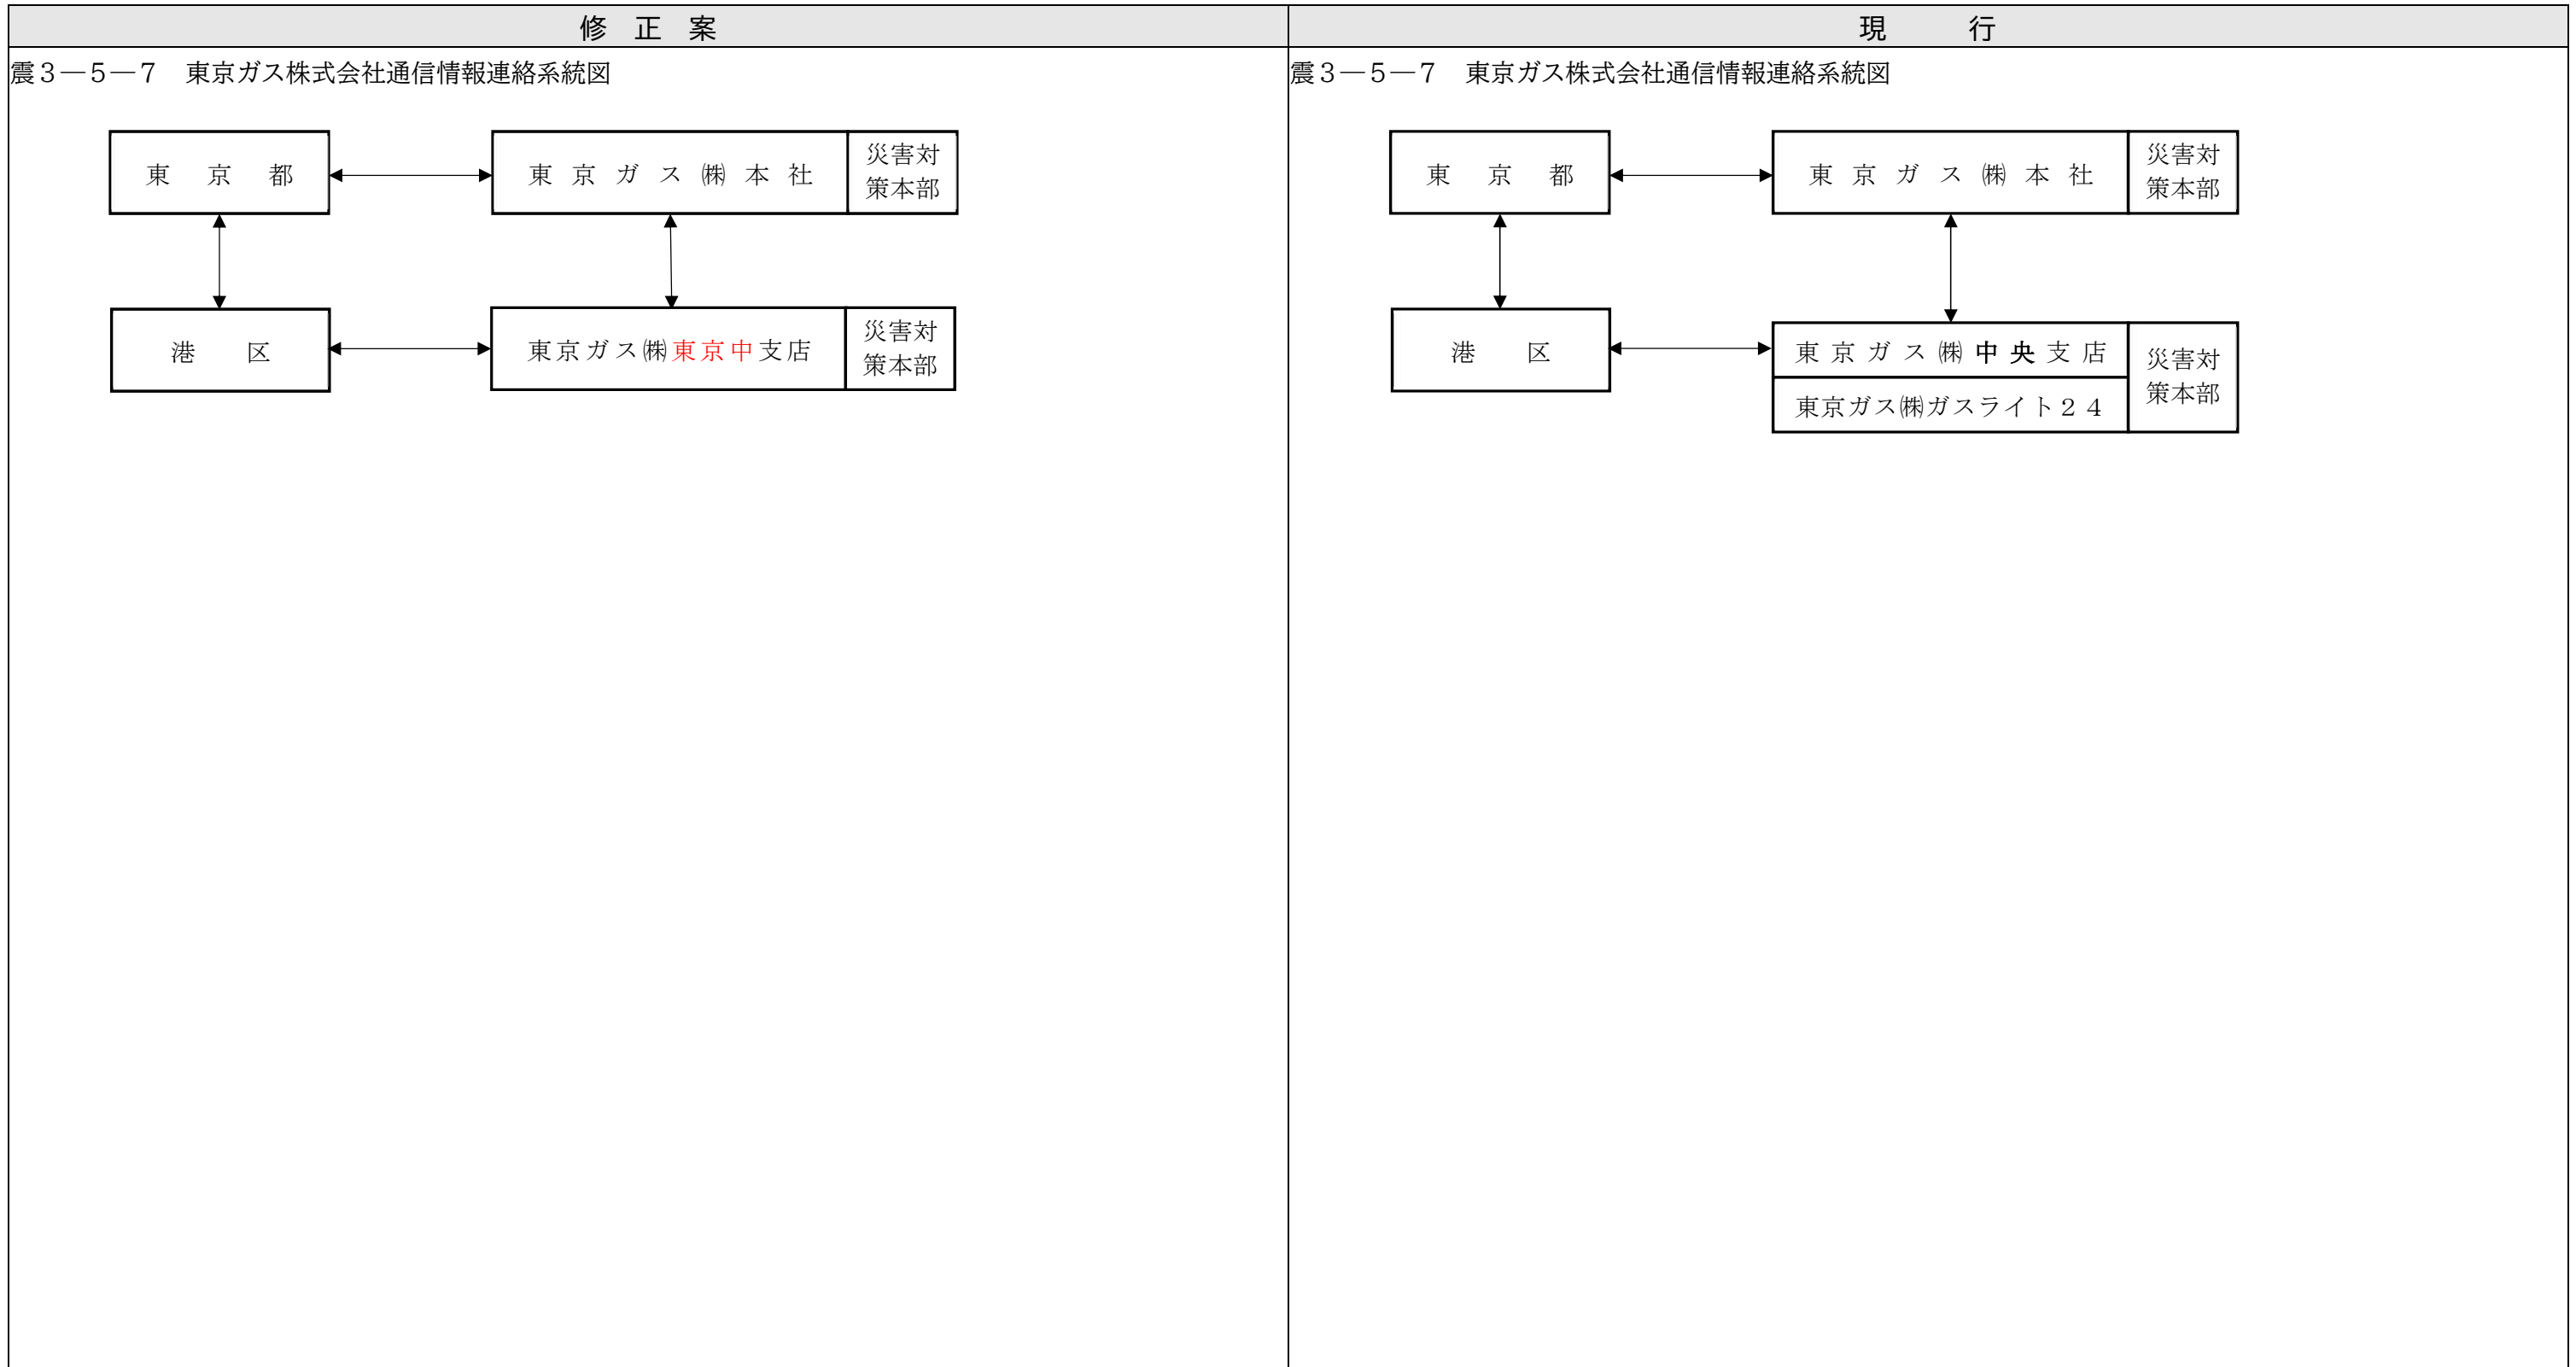 修　正　案
震３―５―７　東京ガス株式会社通信情報連絡系統図
東　京　都
東京ガス㈱本社
災害対
策本部
港　区
東京ガス㈱東京中支店
災害対
策本部
現　　　行
震３―５―７　東京ガス株式会社通信情報連絡系統図
東　京　都
東京ガス㈱本社
災害対
策本部
港　区
東京ガス㈱中央支店
東京ガス㈱ガスライト２４
災害対
策本部